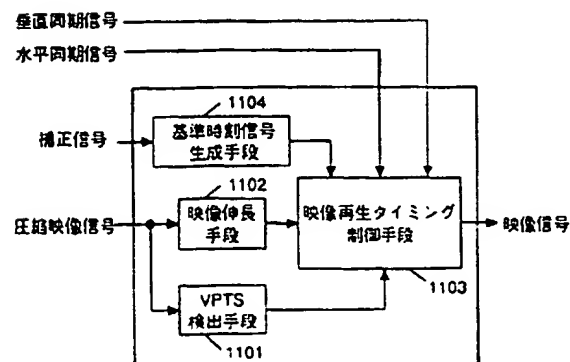 垂直同期信号
水平同期信号
1104
補正信号
基準時刻信号
生成手段
1102
圧縮映像信号
映像伸長
手段
映像再生タイミング
制御手段
映像信号
1103
VPTS
検出手段
1101